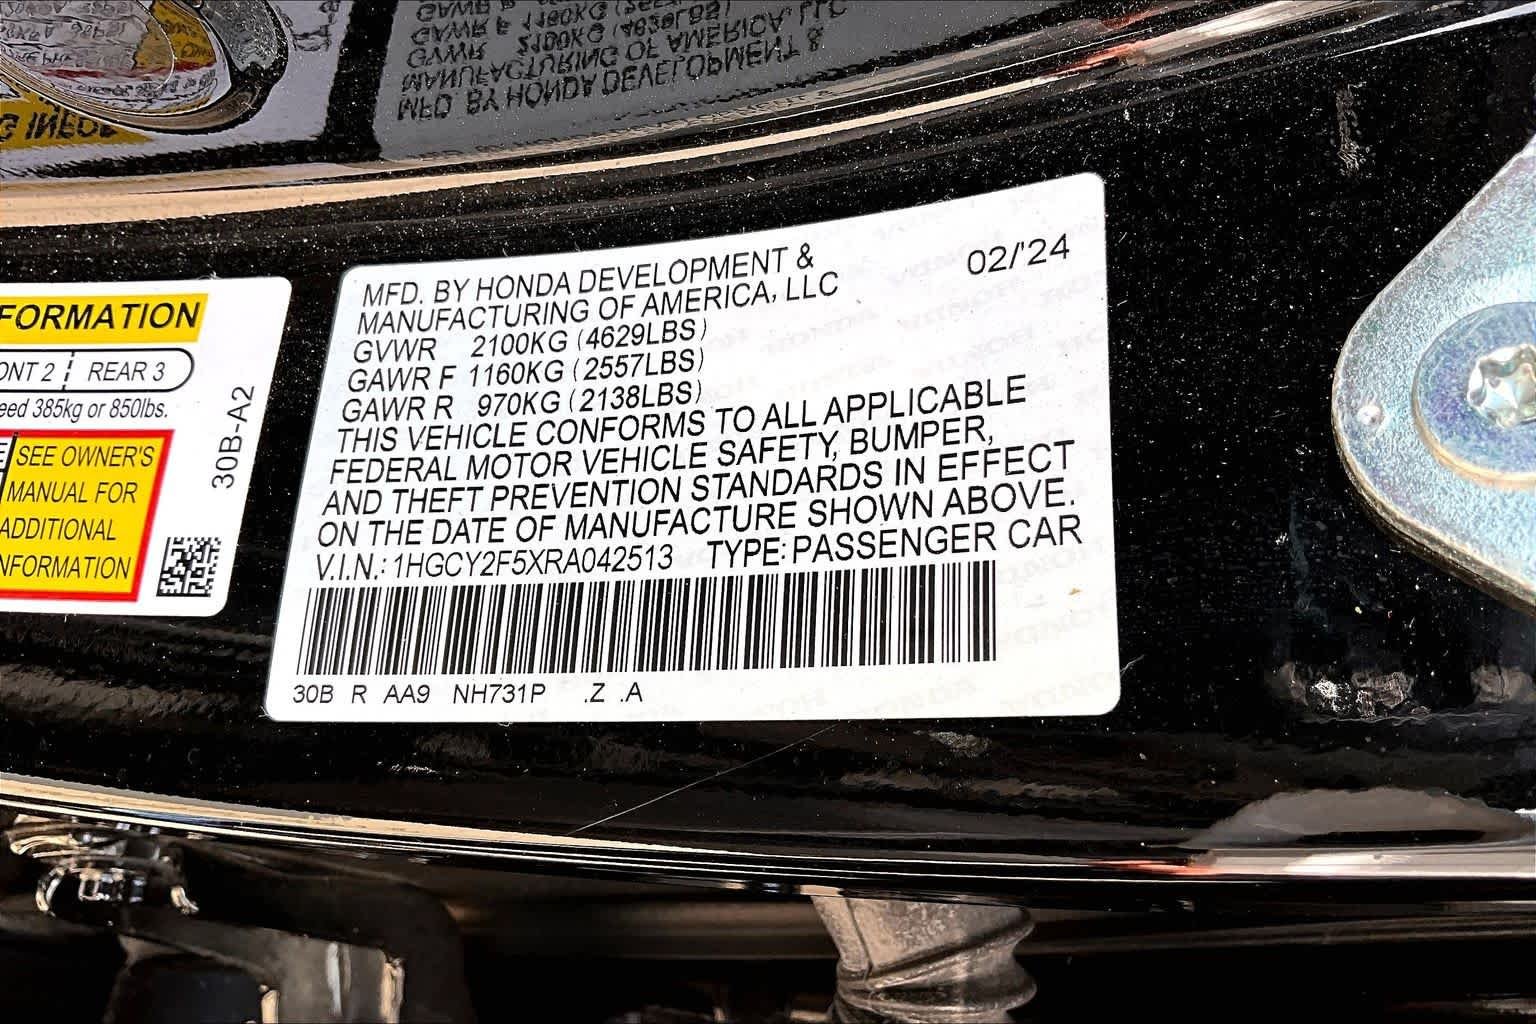 FORMATION
ONT 2 REAR 3
eed 385kg or 850lbs.
SEE OWNER'S
MANUAL FOR
ADDITIONAL
NFORMATION
30B-A2
02/'24
MFD. BY HONDA DEVELOPMENT &
MANUFACTURING OF AMERICA, LLC
GVWR 2100KG (4629LBS)
GAWR F 1160KG (2557LBS)
GAWR R 970KG (2138LBS)
THIS VEHICLE CONFORMS TO ALL APPLICABLE
FEDERAL MOTOR VEHICLE SAFETY, BUMPER,
AND THEFT PREVENTION STANDARDS IN EFFECT
ON THE DATE OF MANUFACTURE SHOWN ABOVE.
V.I.N.: 1HGCY2F5XRA042513 TYPE: PASSENGER CAR
30B R AA9 NH731P .Z .A